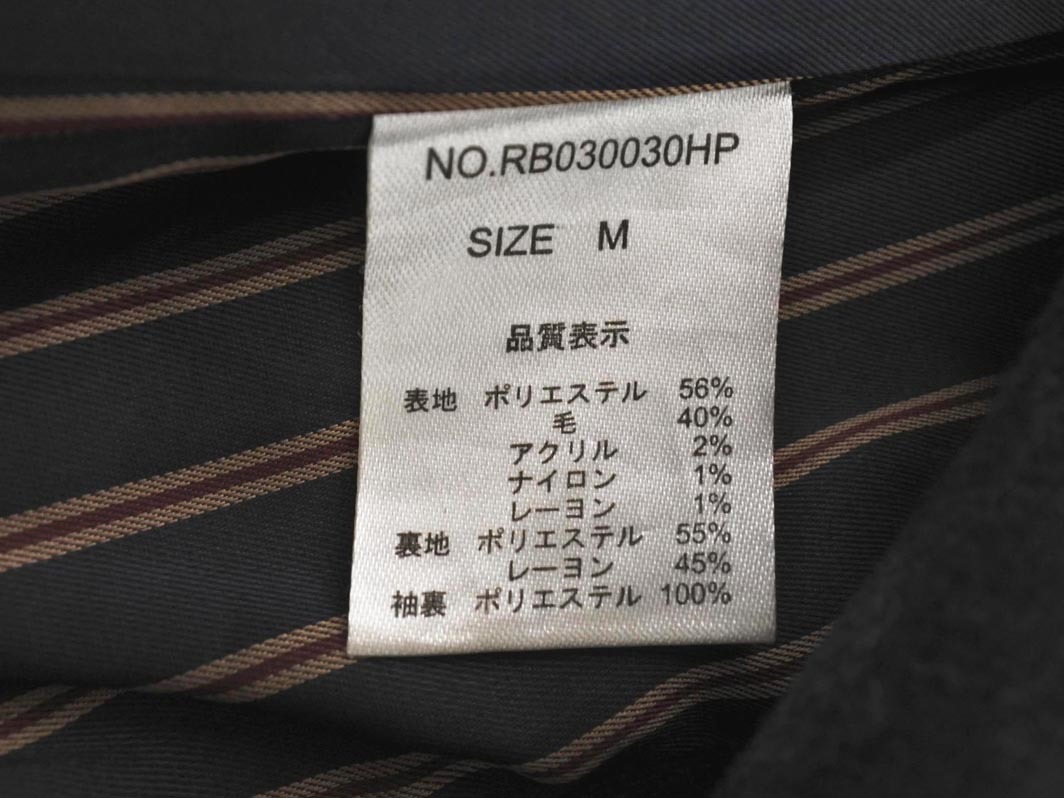 NO.RB030030HP
SIZE M
品質表示
表地 ポリエステル 56%
毛 40%
アクリル 2%
ナイロン 1%
レーヨン 1%
裏地 ポリエステル 55%
レーヨン 45%
袖裏 ポリエステル 100%